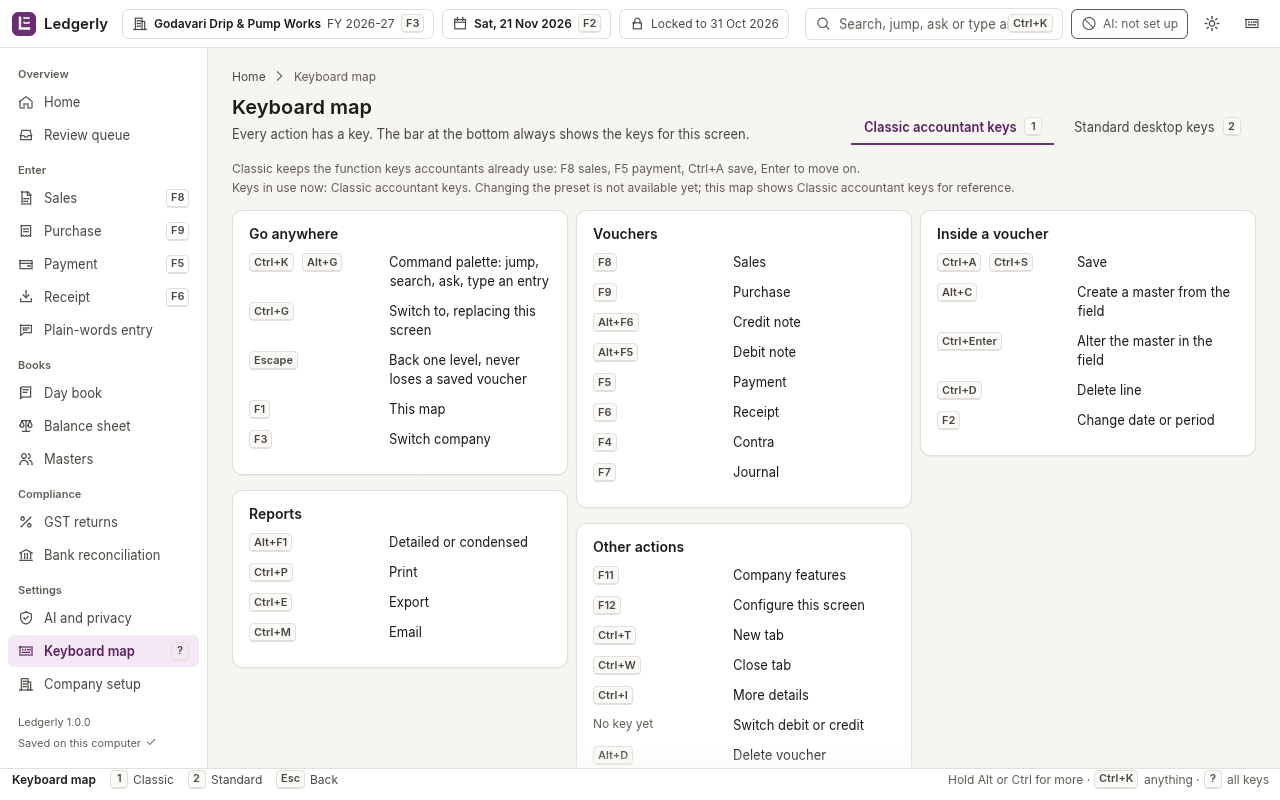 Ledgerly
Godavari Drip & Pump Works FY 2026-27 F3
Sat, 21 Nov 2026 F2
Locked to 31 Oct 2026
Search, jump, ask or type a Ctrl+K
AI: not set up
Overview
Home
Review queue
Enter
Sales F8
Purchase F9
Payment F5
Receipt F6
Plain-words entry
Books
Day book
Balance sheet
Masters
Compliance
GST returns
Bank reconciliation
Settings
AI and privacy
Keyboard map ?
Company setup
Ledgerly 1.0.0
Saved on this computer
Home Keyboard map
Keyboard map
Every action has a key. The bar at the bottom always shows the keys for this screen.
Classic accountant keys 1
Standard desktop keys 2
Classic keeps the function keys accountants already use: F8 sales, F5 payment, Ctrl+A save, Enter to move on.
Keys in use now: Classic accountant keys. Changing the preset is not available yet; this map shows Classic accountant keys for reference.
Go anywhere
Ctrl+K Alt+G Command palette: jump,
search, ask, type an entry
Ctrl+G Switch to, replacing this
screen
Escape Back one level, never
loses a saved voucher
F1 This map
F3 Switch company
Reports
Alt+F1 Detailed or condensed
Ctrl+P Print
Ctrl+E Export
Ctrl+M Email
Vouchers
F8 Sales
F9 Purchase
Alt+F6 Credit note
Alt+F5 Debit note
F5 Payment
F6 Receipt
F4 Contra
F7 Journal
Other actions
F11 Company features
F12 Configure this screen
Ctrl+T New tab
Ctrl+W Close tab
Ctrl+I More details
No key yet Switch debit or credit
Alt+D Delete voucher
Inside a voucher
Ctrl+A Ctrl+S Save
Alt+C Create a master from the
field
Ctrl+Enter Alter the master in the
field
Ctrl+D Delete line
F2 Change date or period
Keyboard map 1 Classic 2 Standard Esc Back
Hold Alt or Ctrl for more · Ctrl+K anything · ? all keys